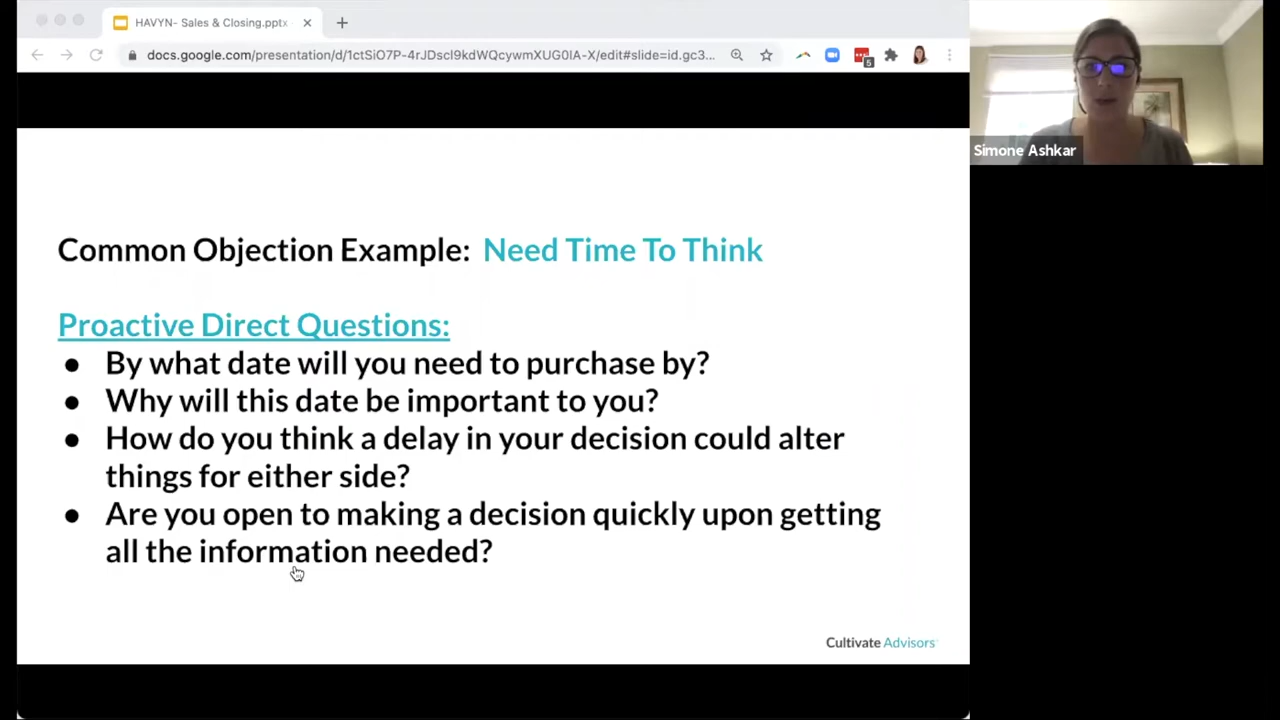 HAVYN- Sales & Closing.pptx
docs.google.com/presentation/d/1ctSiO7P-4rJDscI9kdWQcywmXUG0IA-X/edit#slide=id.gc3...
5
Simone Ashkar
Common Objection Example: Need Time To Think
Proactive Direct Questions:
● By what date will you need to purchase by?
● Why will this date be important to you?
● How do you think a delay in your decision could alter
things for either side?
● Are you open to making a decision quickly upon getting
all the information needed?
Cultivate Advisors